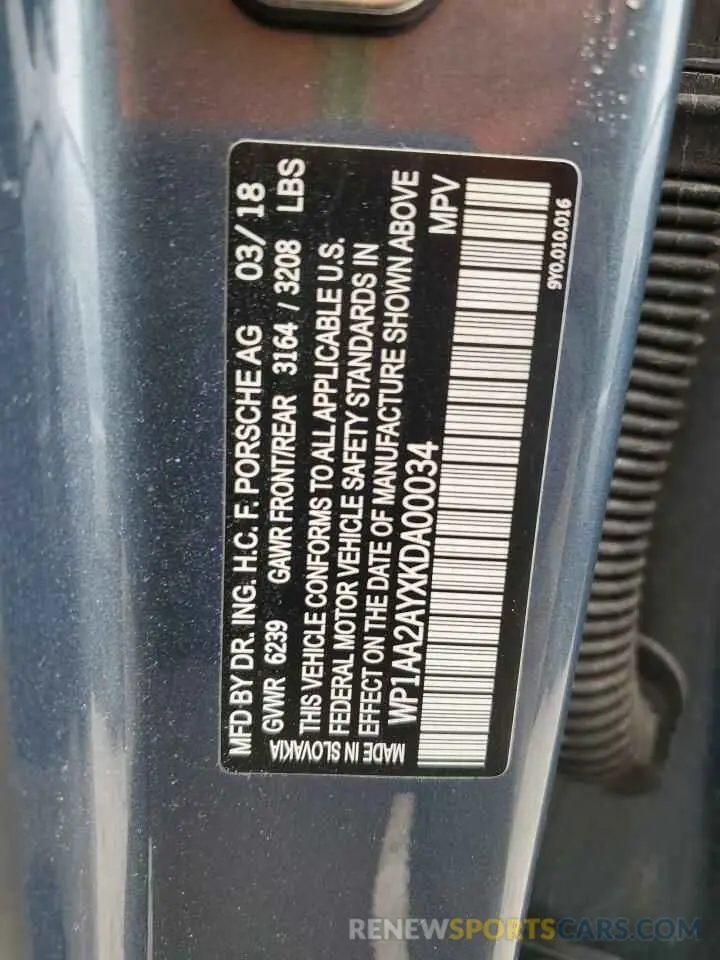 MFD BY DR. ING. H.C. F. PORSCHE AG 03/18
GVWR 6239 GAWR FRONT/REAR 3164 / 3208 LBS
THIS VEHICLE CONFORMS TO ALL APPLICABLE U.S.
FEDERAL MOTOR VEHICLE SAFETY STANDARDS IN
EFFECT ON THE DATE OF MANUFACTURE SHOWN ABOVE
MADE IN SLOVAKIA
WP1AA2AYXKDA00034 MPV
9Y0.010.016
RENEWSPORTSCARS.COM